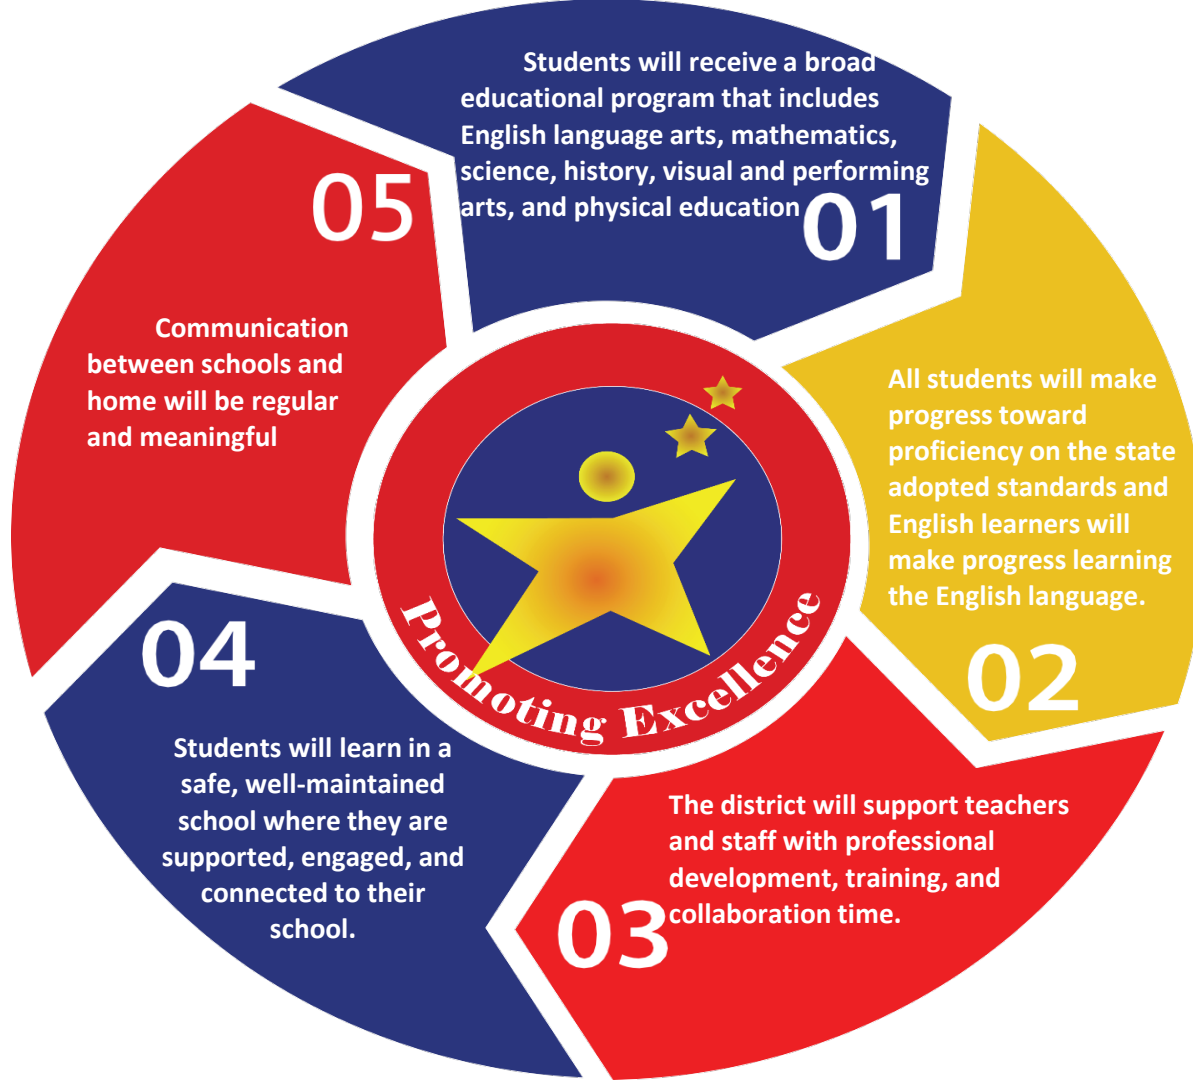 Students will receive a broad
educational program that includes
English language arts, mathematics,
science, history, visual and performing
arts, and physical education
01
All students will make
progress toward
proficiency on the state
adopted standards and
English learners will
make progress learning
the English language.
02
The district will support teachers
and staff with professional
development, training, and
collaboration time.
03
04
Students will learn in a
safe, well-maintained
school where they are
supported, engaged, and
connected to their
school.
05
Communication
between schools and
home will be regular
and meaningful
Promoting Excellence